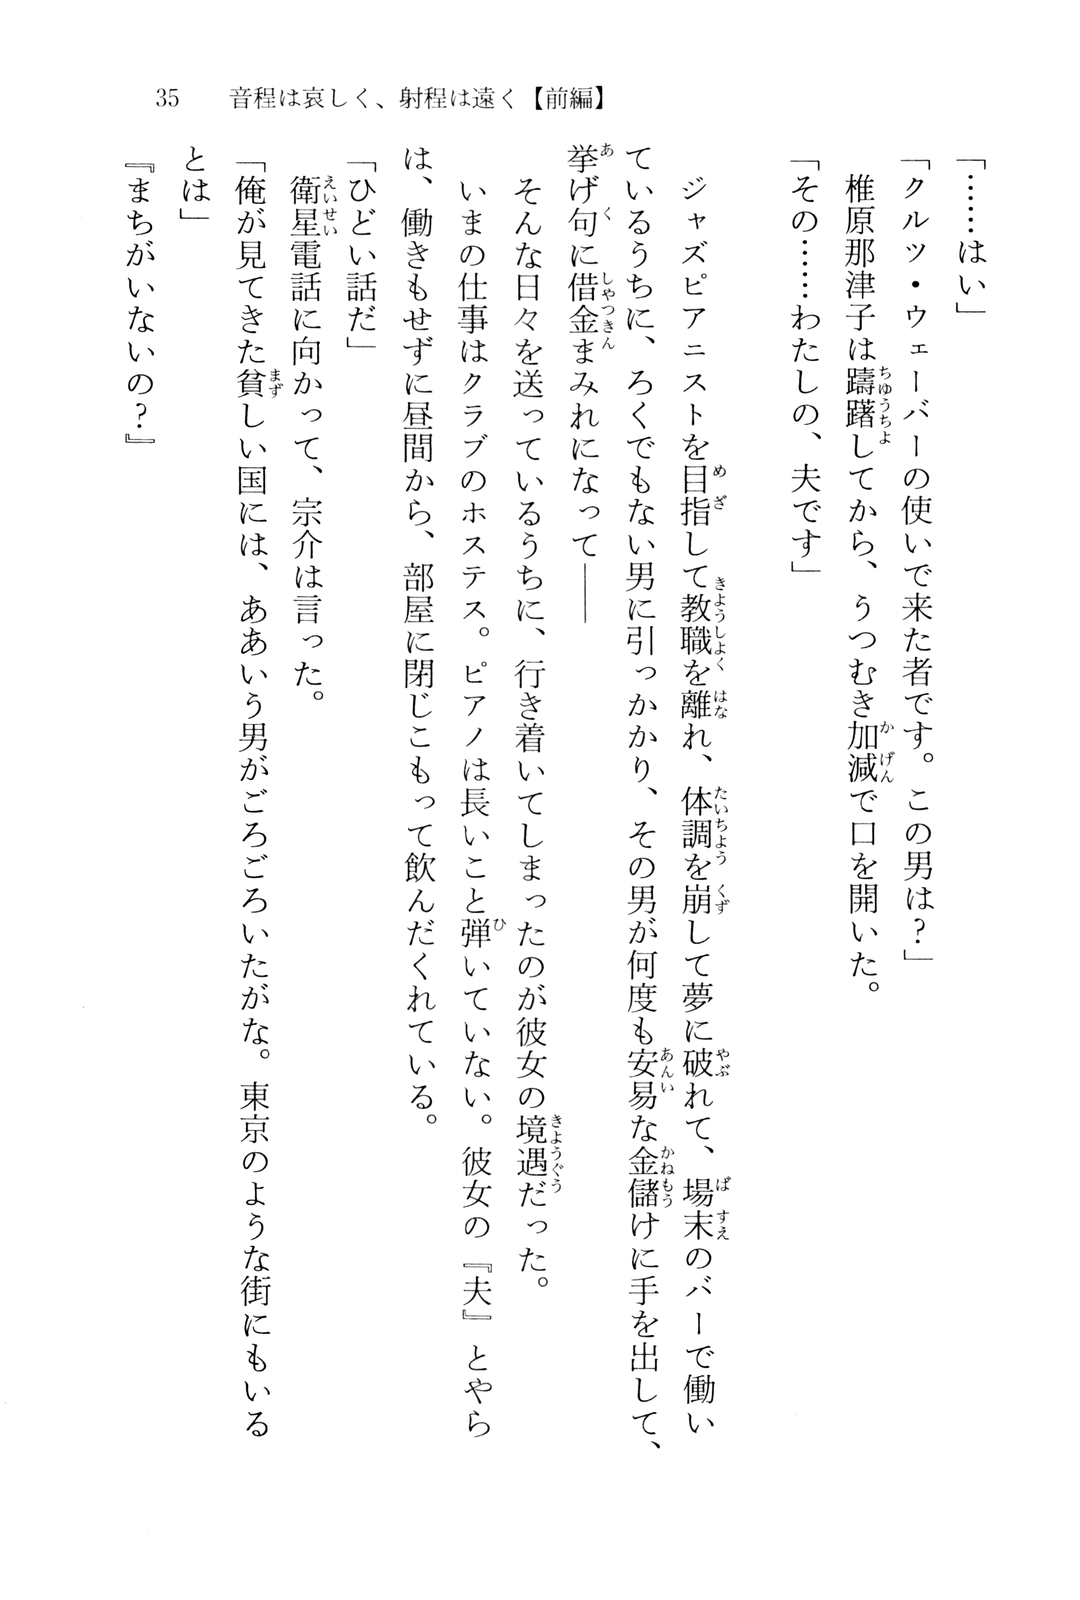 35　音程は哀しく、射程は遠く【前編】
「……はい」
「クルツ・ウェーバーの使いで来た者です。この男は?」
椎原那津子は躊躇してから、うつむき加減で口を開いた。
「その……わたしの、夫です」
ジャズピアニストを目指して教職を離れ、体調を崩して夢に破れて、場末のバーで働い
ているうちに、ろくでもない男に引っかかり、その男が何度も安易な金儲けに手を出して、
挙げ句に借金まみれになって――
そんな日々を送っているうちに、行き着いてしまったのが彼女の境遇だった。
いまの仕事はクラブのホステス。ピアノは長いこと弾いていない。彼女の『夫』とやら
は、働きもせずに昼間から、部屋に閉じこもって飲んだくれている。
「ひどい話だ」
衛星電話に向かって、宗介は言った。
「俺が見てきた貧しい国には、ああいう男がごろごろいたがな。東京のような街にもいる
とは」
『まちがいないの?』